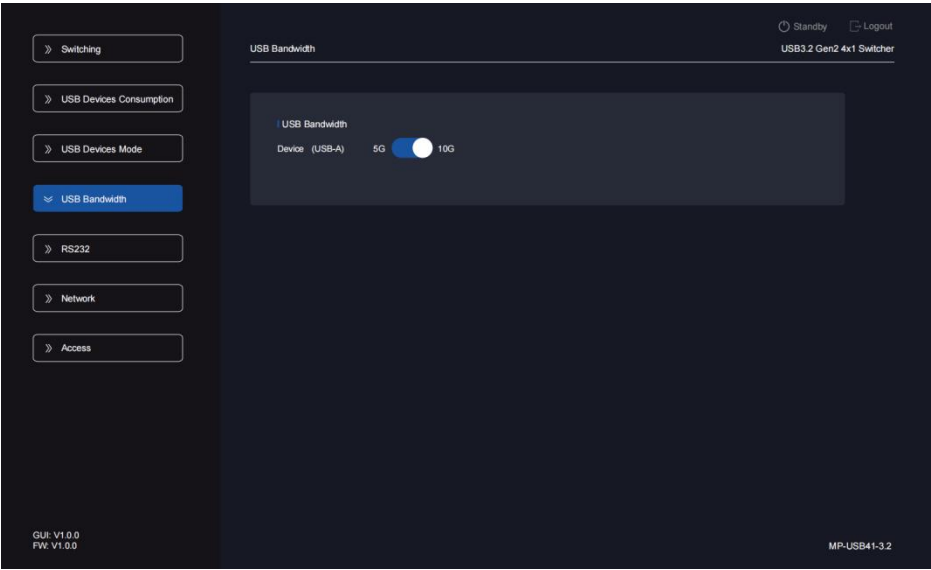 Standby Logout
USB3.2 Gen2 4x1 Switcher
Switching
USB Devices Consumption
USB Devices Mode
USB Bandwidth
RS232
Network
Access
USB Bandwidth
USB Bandwidth
Device (USB-A) 5G 10G
GUI: V1.0.0
FW: V1.0.0
MP-USB41-3.2